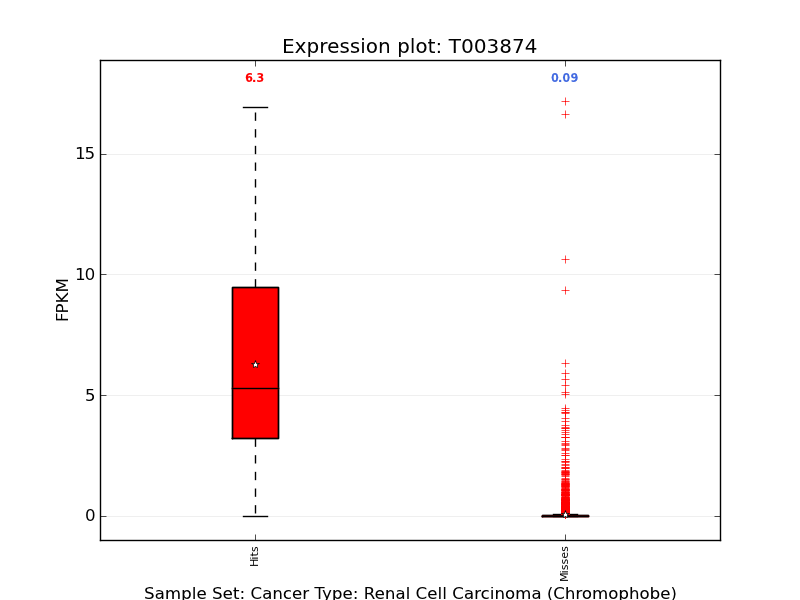 Expression plot: T003874
6.3
0.09
15
10
5
0
FPKM
Hits
Misses
Sample Set: Cancer Type: Renal Cell Carcinoma (Chromophobe)